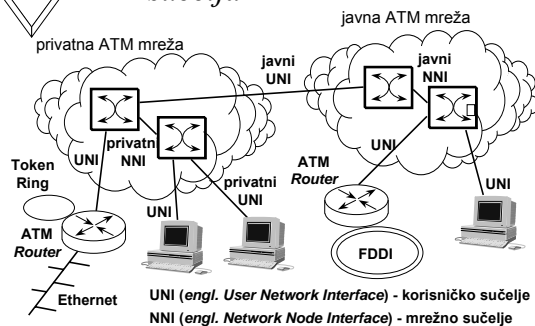 privatna ATM mreža
javna ATM mreža
javni
UNI
javni
NNI
privatni
NNI
UNI
UNI
Token
Ring
ATM
Router
privatni
UNI
UNI
ATM
Router
UNI
FDDI
Ethernet
UNI (engl. User Network Interface) - korisničko sučelje
NNI (engl. Network Node Interface) - mrežno sučelje